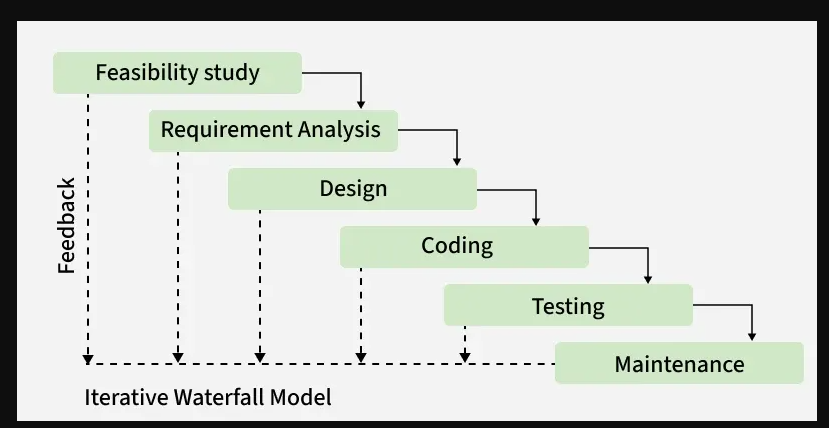 Feasibility study
Requirement Analysis
Design
Feedback
Coding
Testing
Maintenance
Iterative Waterfall Model